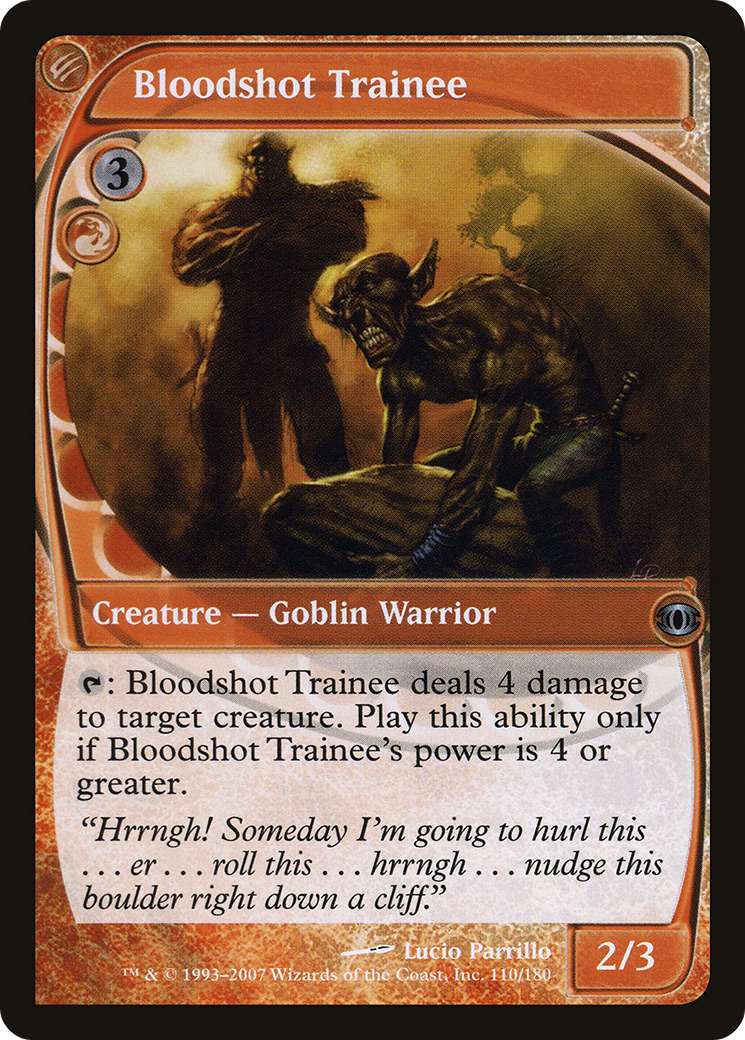 Bloodshot Trainee
3
Creature — Goblin Warrior
: Bloodshot Trainee deals 4 damage
to target creature. Play this ability only
if Bloodshot Trainee's power is 4 or
greater.
“Hrrngh! Someday I'm going to hurl this
. . . er . . . roll this . . . hrrngh . . . nudge this
boulder right down a cliff.”
Lucio Parrillo
2/3
™ & © 1993–2007 Wizards of the Coast, Inc. 110/180